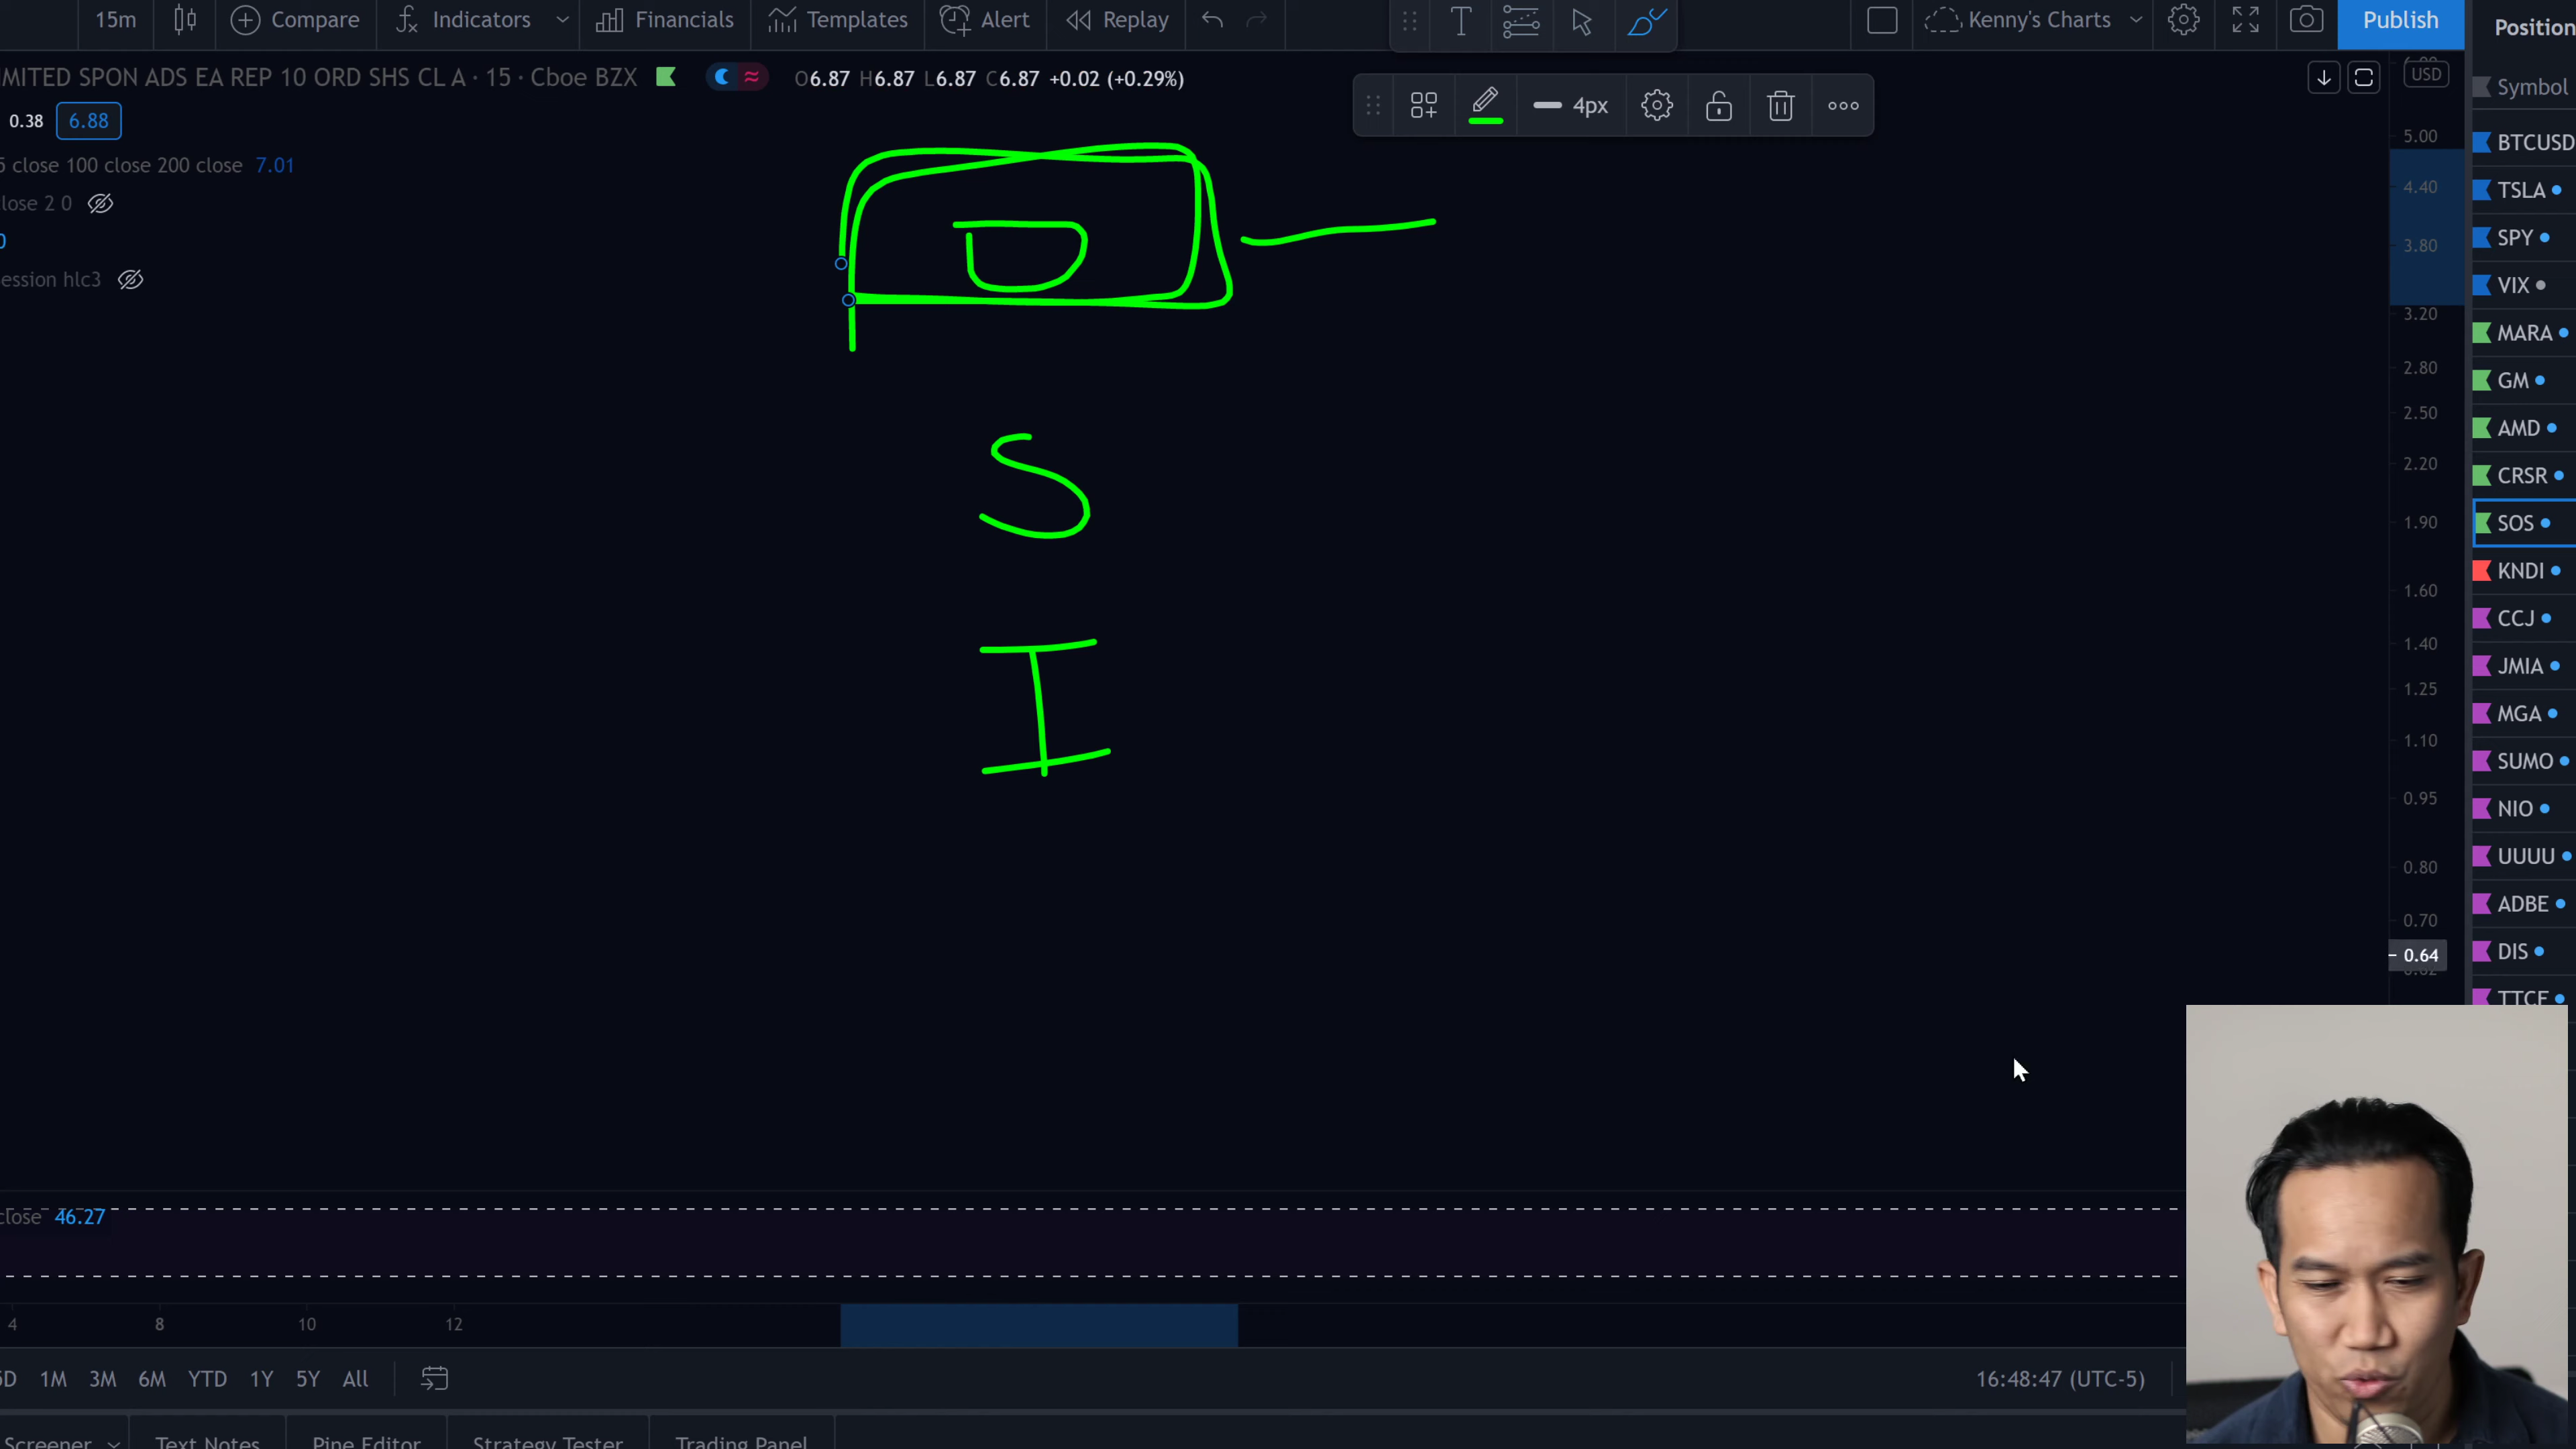 15m Compare Indicators Financials Templates Alert Replay T Kenny's Charts Publish Position
IMITED SPON ADS EA REP 10 ORD SHS CL A · 15 · Cboe BZX O6.87 H6.87 L6.87 C6.87 +0.02 (+0.29%) USD
Symbol
4px
0.38 6.88
5 close 100 close 200 close 7.01
lose 2 0
0
ession hlc3
D
S
I
5.00
4.40
3.80
3.20
2.80
2.50
2.20
1.90
1.60
1.40
1.25
1.10
0.95
0.80
0.70
0.64
BTCUSD
TSLA
SPY
VIX
MARA
GM
AMD
CRSR
SOS
KNDI
CCJ
JMIA
MGA
SUMO
NIO
UUUU
ADBE
DIS
TTCF
close 46.27
4 8 10 12
5D 1M 3M 6M YTD 1Y 5Y All 16:48:47 (UTC-5)
Screener Text Notes Pine Editor Strategy Tester Trading Panel